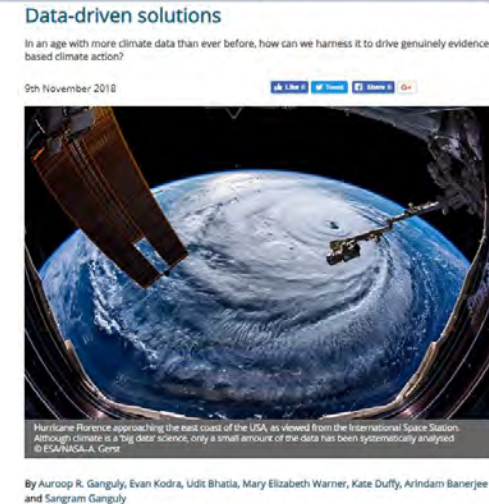 Data-driven solutions
In an age with more climate data than ever before, how can we harness it to drive genuinely evidence
based climate action?
9th November 2018
Like 0 Tweet Share 0 G+
Hurricane Florence approaching the east coast of the USA, as viewed from the International Space Station.
Although climate is a 'big data' science, only a small amount of the data has been systematically analysed
© ESA/NASA–A. Gerst
By Auroop R. Ganguly, Evan Kodra, Udit Bhatia, Mary Elizabeth Warner, Kate Duffy, Arindam Banerjee
and Sangram Ganguly